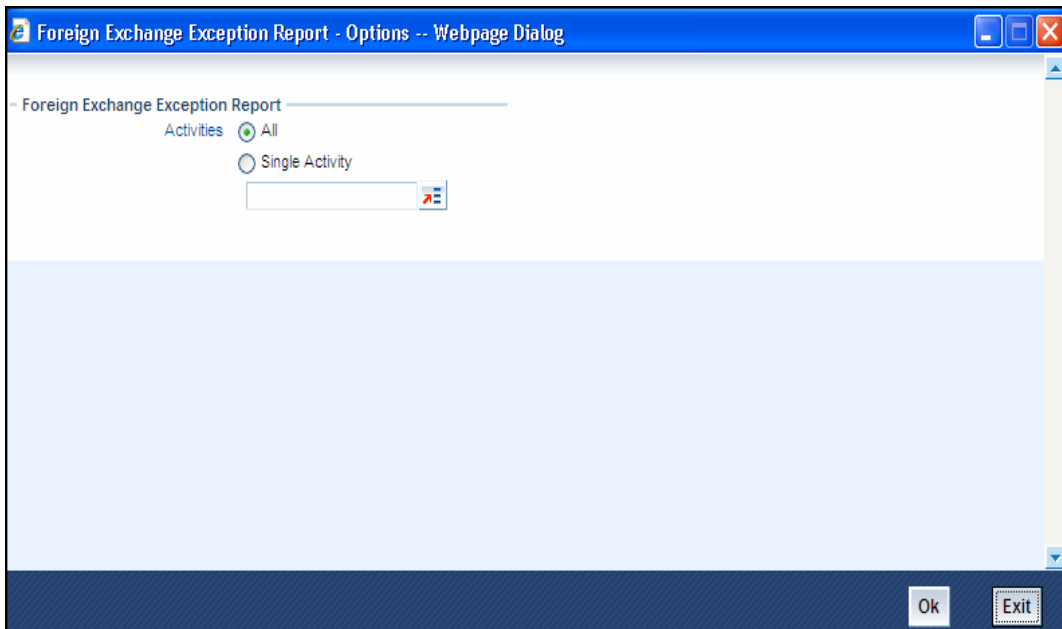 Foreign Exchange Exception Report - Options -- Webpage Dialog
Foreign Exchange Exception Report
Activities All
Single Activity
Ok Exit